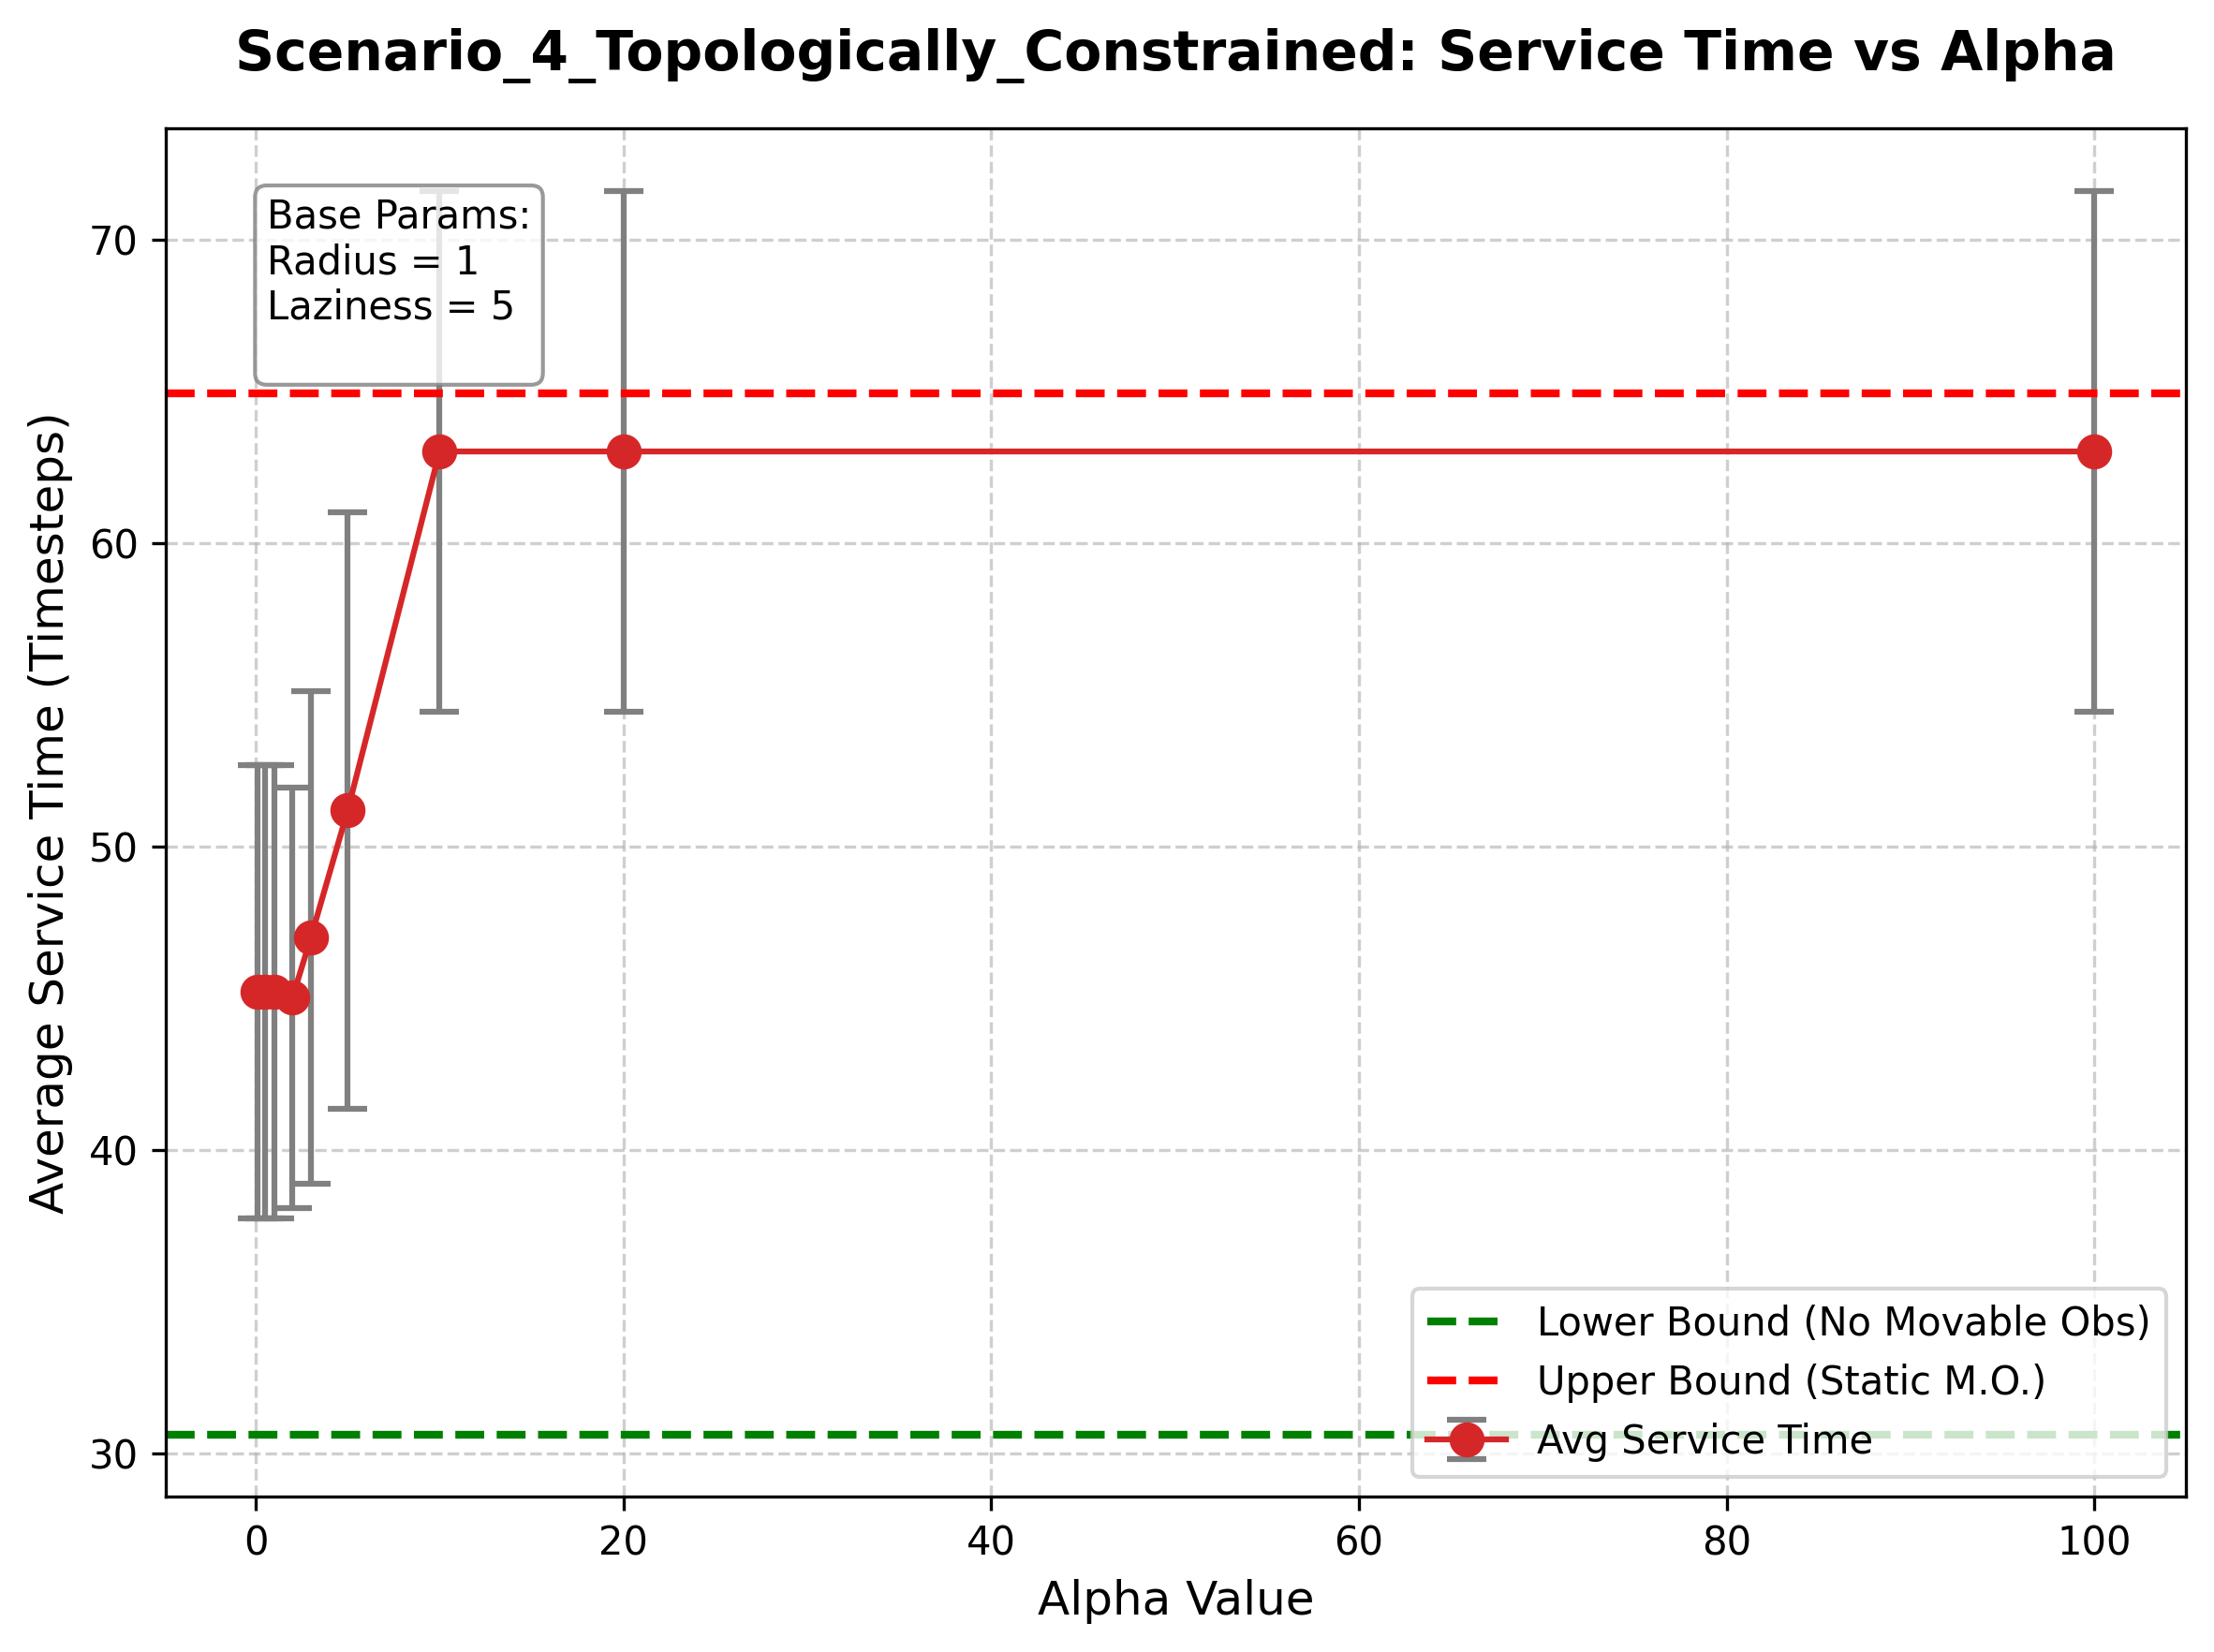 Scenario_4_Topologically_Constrained: Service Time vs Alpha
Base Params:
Radius = 1
Laziness = 5
70
60
50
40
30
Average Service Time (Timesteps)
Lower Bound (No Movable Obs)
Upper Bound (Static M.O.)
Avg Service Time
0
20
40
60
80
100
Alpha Value